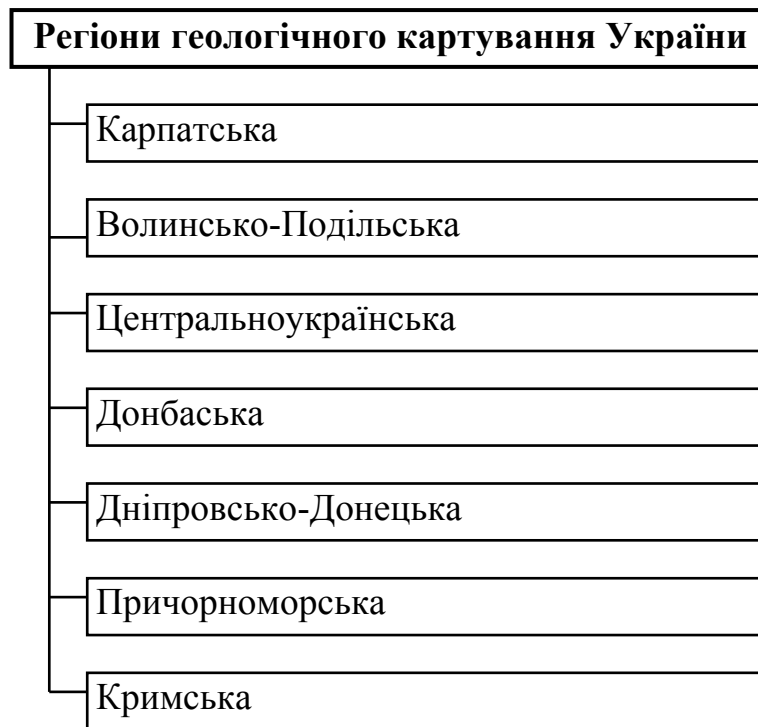 Регіони геологічного картування України
Карпатська
Волинсько-Подільська
Центральноукраїнська
Донбаська
Дніпровсько-Донецька
Причорноморська
Кримська